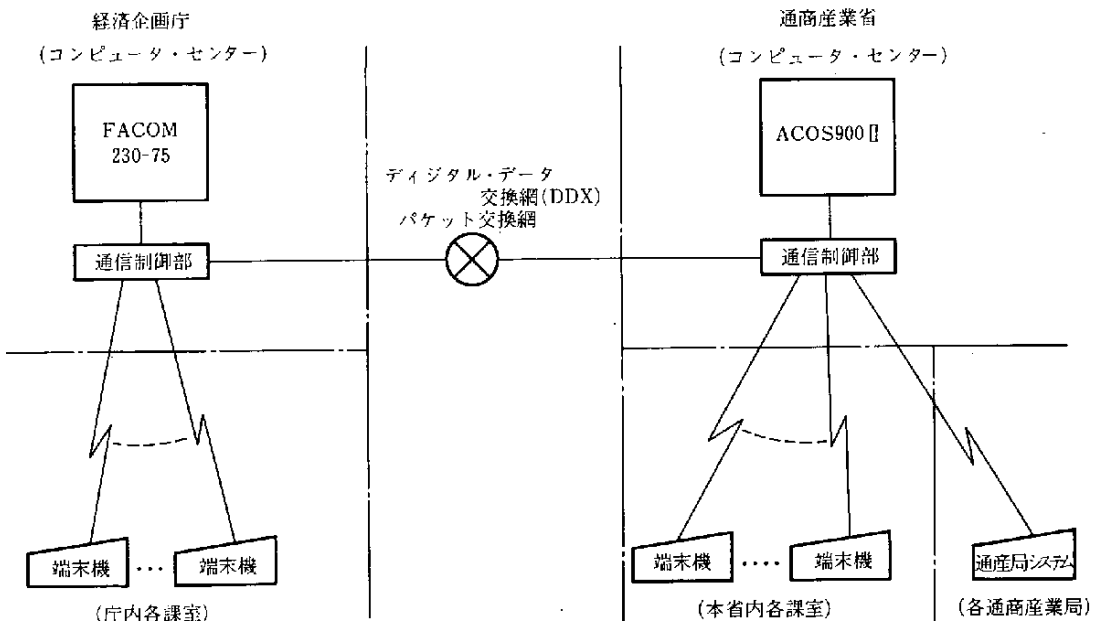 経済企画庁
(コンピュータ・センター)
FACOM
230-75
通信制御部
端末機
...
端末機
(庁内各課室)
ディジタル・データ
交換網(DDX)
パケット交換網
通商産業省
(コンピュータ・センター)
ACOS900Ⅱ
通信制御部
端末機
....
端末機
(本省内各課室)
通産局システム
(各通商産業局)